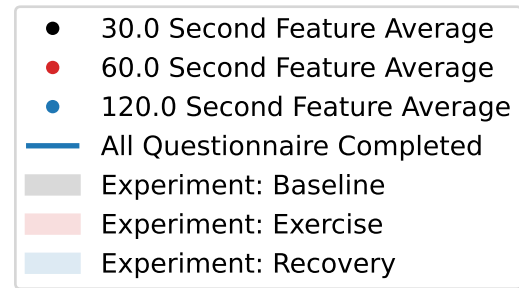 30.0 Second Feature Average
60.0 Second Feature Average
120.0 Second Feature Average
All Questionnaire Completed
Experiment: Baseline
Experiment: Exercise
Experiment: Recovery